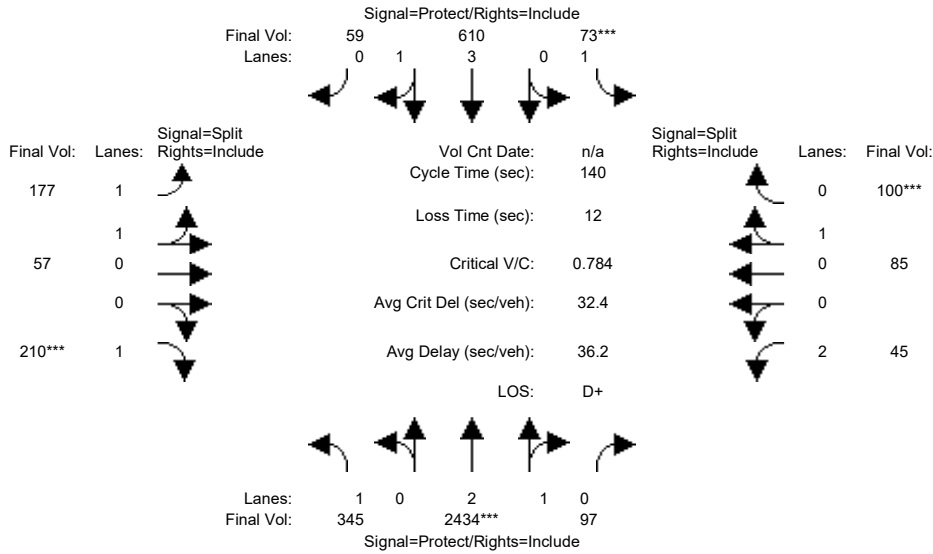 Signal=Protect/Rights=Include
Final Vol: 59 610 73***
Lanes: 0 1 3 0 1
Signal=Split
Final Vol: Lanes: Rights=Include
Vol Cnt Date: n/a
Signal=Split
Rights=Include Lanes: Final Vol:
Cycle Time (sec): 140
177 1
0 100***
Loss Time (sec): 12
1
1
57 0
Critical V/C: 0.784
0 85
0
Avg Crit Del (sec/veh): 32.4
0
210*** 1
Avg Delay (sec/veh): 36.2
2 45
LOS: D+
Lanes: 1 0 2 1 0
Final Vol: 345 2434*** 97
Signal=Protect/Rights=Include